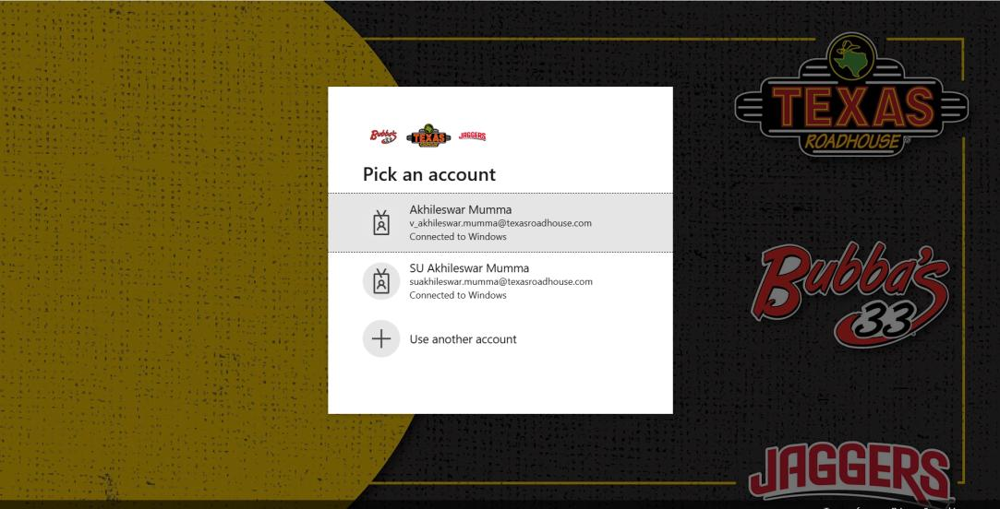 Bubba's
33
TEXAS
ROADHOUSE
JAGGERS
Pick an account
Akhileswar Mumma
v_akhileswar.mumma@texasroadhouse.com
Connected to Windows
SU Akhileswar Mumma
suakhileswar.mumma@texasroadhouse.com
Connected to Windows
Use another account
TEXAS
ROADHOUSE
Bubba's
33
JAGGERS